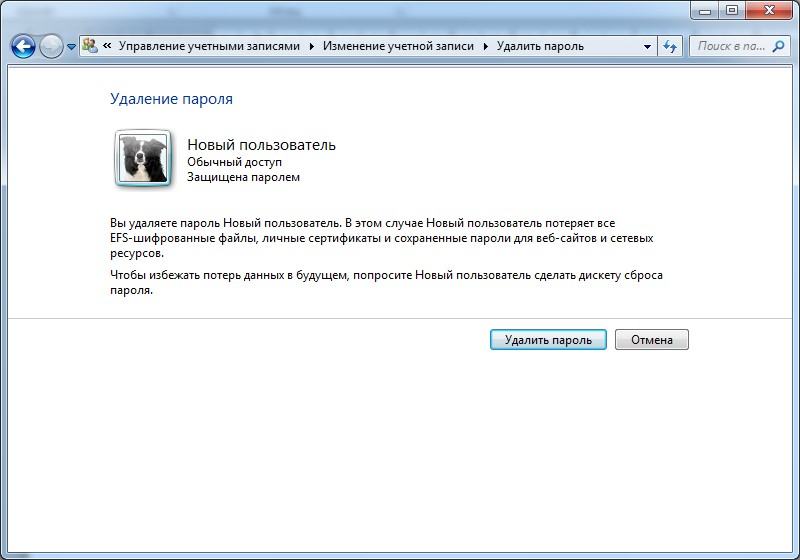 « Управление учетными записями Изменение учетной записи Удалить пароль Поиск в па...
Удаление пароля
Новый пользователь
Обычный доступ
Защищена паролем
Вы удаляете пароль Новый пользователь. В этом случае Новый пользователь потеряет все
EFS-шифрованные файлы, личные сертификаты и сохраненные пароли для веб-сайтов и сетевых
ресурсов.
Чтобы избежать потерь данных в будущем, попросите Новый пользователь сделать дискету сброса
пароля.
Удалить пароль Отмена